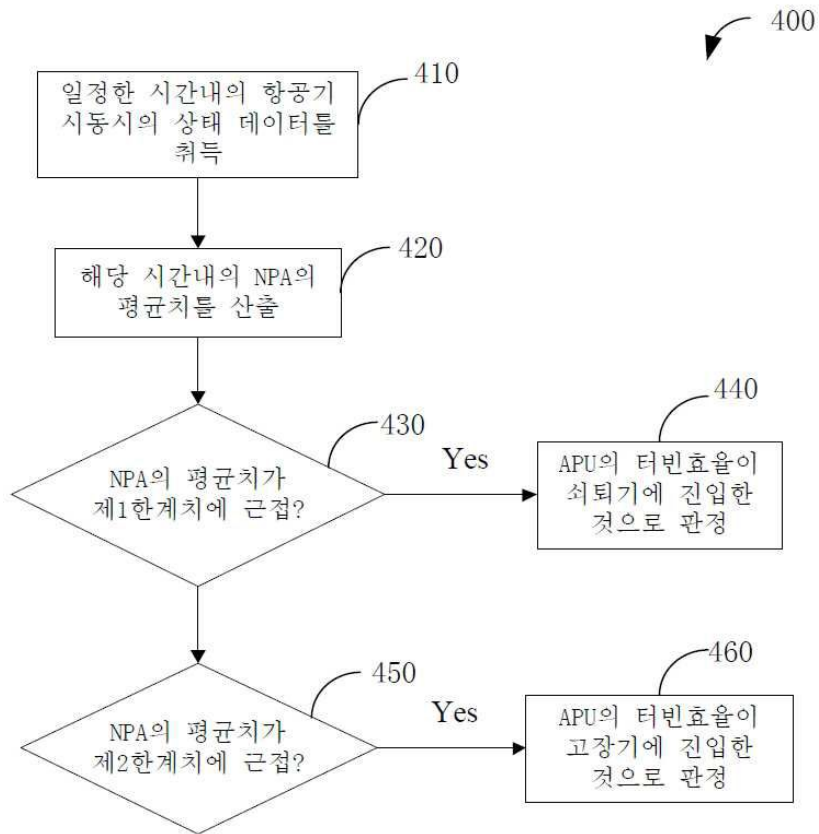 400
410
일정한 시간내의 항공기
시동시의 상태 데이터를
취득
420
해당 시간내의 NPA의
평균치를 산출
430
NPA의 평균치가
제1한계치에 근접?
Yes
440
APU의 터빈효율이
쇠퇴기에 진입한
것으로 판정
450
NPA의 평균치가
제2한계치에 근접?
Yes
460
APU의 터빈효율이
고장기에 진입한
것으로 판정